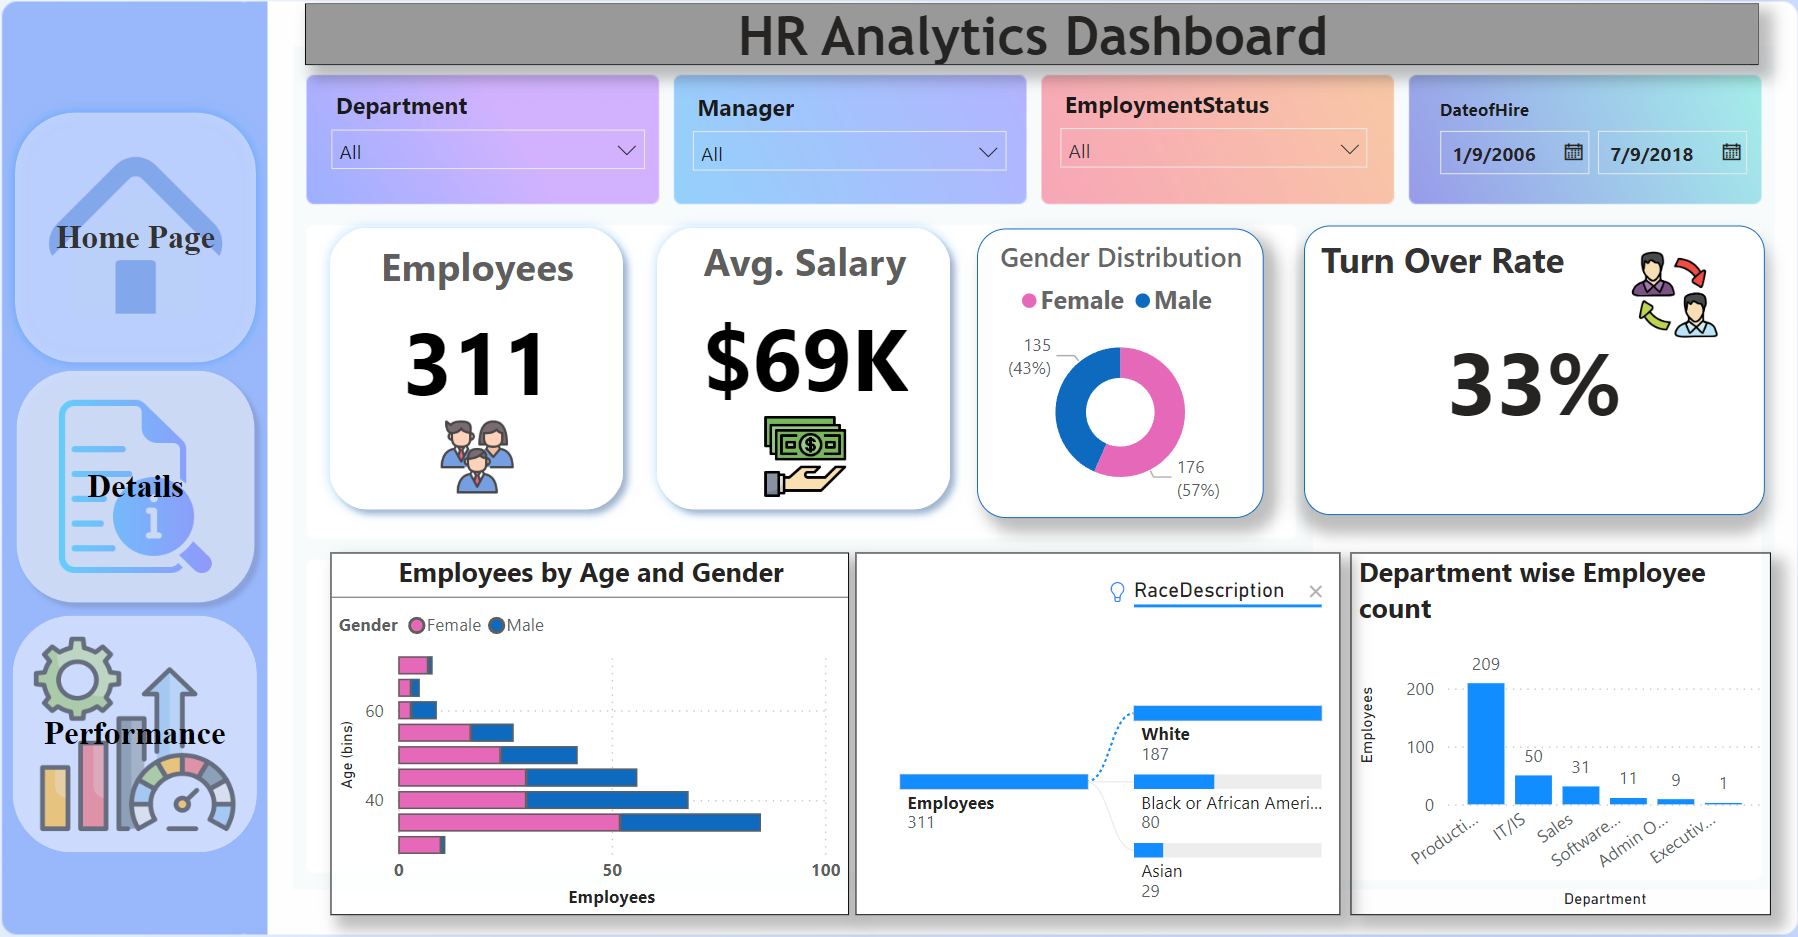 HR Analytics Dashboard
Home Page
Details
Performance
Department
All
Manager
All
EmploymentStatus
All
DateofHire
1/9/2006
7/9/2018
Employees
311
Avg. Salary
$69K
$
Gender Distribution
Female Male
135
(43%)
176
(57%)
Turn Over Rate
33%
Employees by Age and Gender
Gender Female Male
Age (bins)
60
40
0 50 100
Employees
RaceDescription
Employees
311
White
187
Black or African Ameri...
80
Asian
29
Department wise Employee
count
Employees
200
100
0
209
50
31
11
9
1
Producti...
IT/IS
Sales
Software...
Admin O...
Executiv...
Department